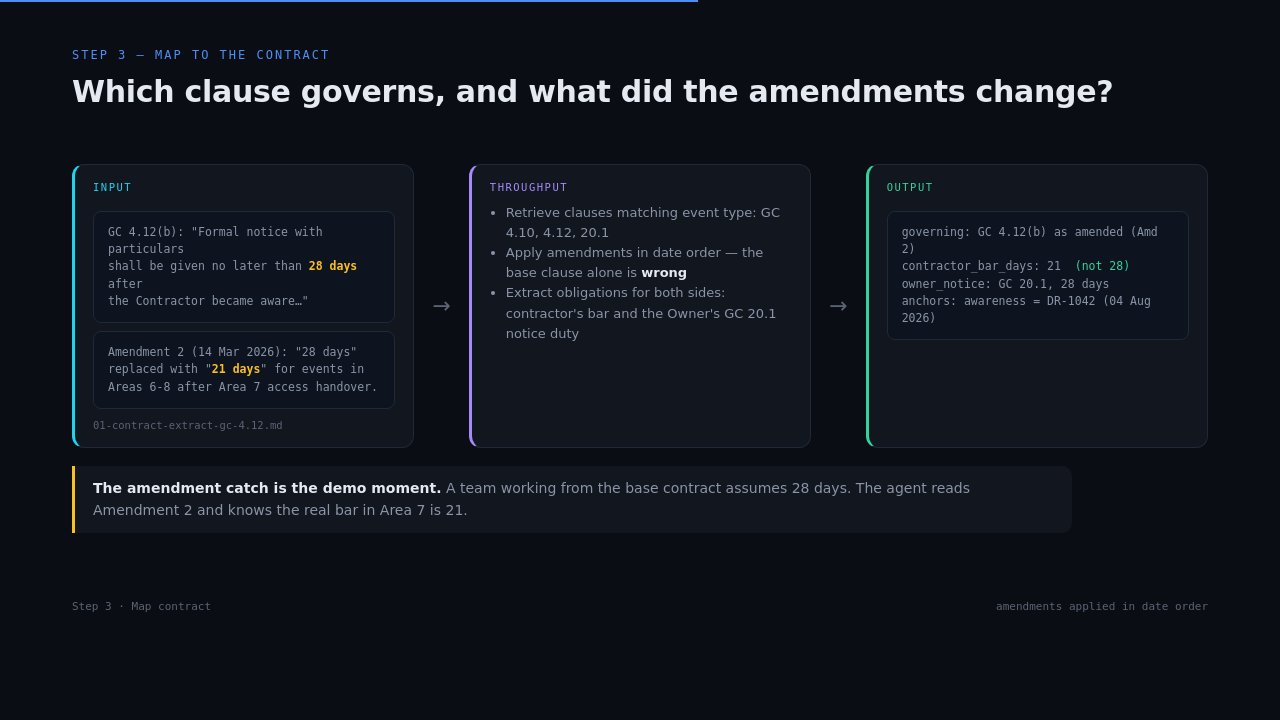 STEP 3 — MAP TO THE CONTRACT
Which clause governs, and what did the amendments change?
INPUT
GC 4.12(b): "Formal notice with
particulars
shall be given no later than 28 days
after
the Contractor became aware…"
Amendment 2 (14 Mar 2026): "28 days"
replaced with "21 days" for events in
Areas 6-8 after Area 7 access handover.
01-contract-extract-gc-4.12.md
→
THROUGHPUT
• Retrieve clauses matching event type: GC
4.10, 4.12, 20.1
• Apply amendments in date order — the
base clause alone is wrong
• Extract obligations for both sides:
contractor's bar and the Owner's GC 20.1
notice duty
→
OUTPUT
governing: GC 4.12(b) as amended (Amd
2)
contractor_bar_days: 21 (not 28)
owner_notice: GC 20.1, 28 days
anchors: awareness = DR-1042 (04 Aug
2026)
The amendment catch is the demo moment. A team working from the base contract assumes 28 days. The agent reads
Amendment 2 and knows the real bar in Area 7 is 21.
Step 3 · Map contract
amendments applied in date order